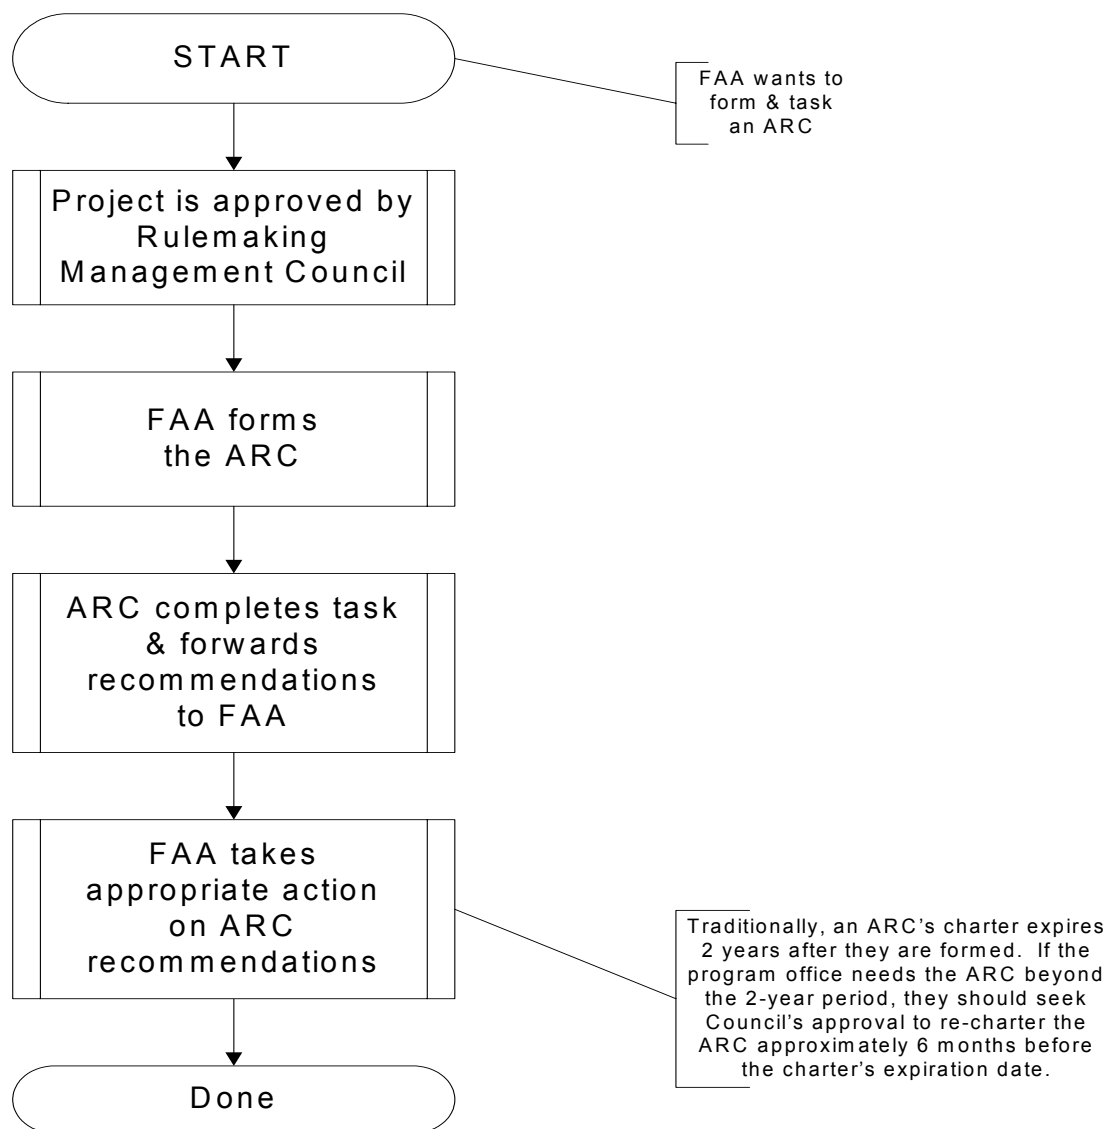 START
FAA wants to
form & task
an ARC
Project is approved by
Rulemaking
Management Council
FAA forms
the ARC
ARC completes task
& forwards
recommendations
to FAA
FAA takes
appropriate action
on ARC
recommendations
Traditionally, an ARC's charter expires
2 years after they are formed. If the
program office needs the ARC beyond
the 2-year period, they should seek
Council's approval to re-charter the
ARC approximately 6 months before
the charter's expiration date.
Done